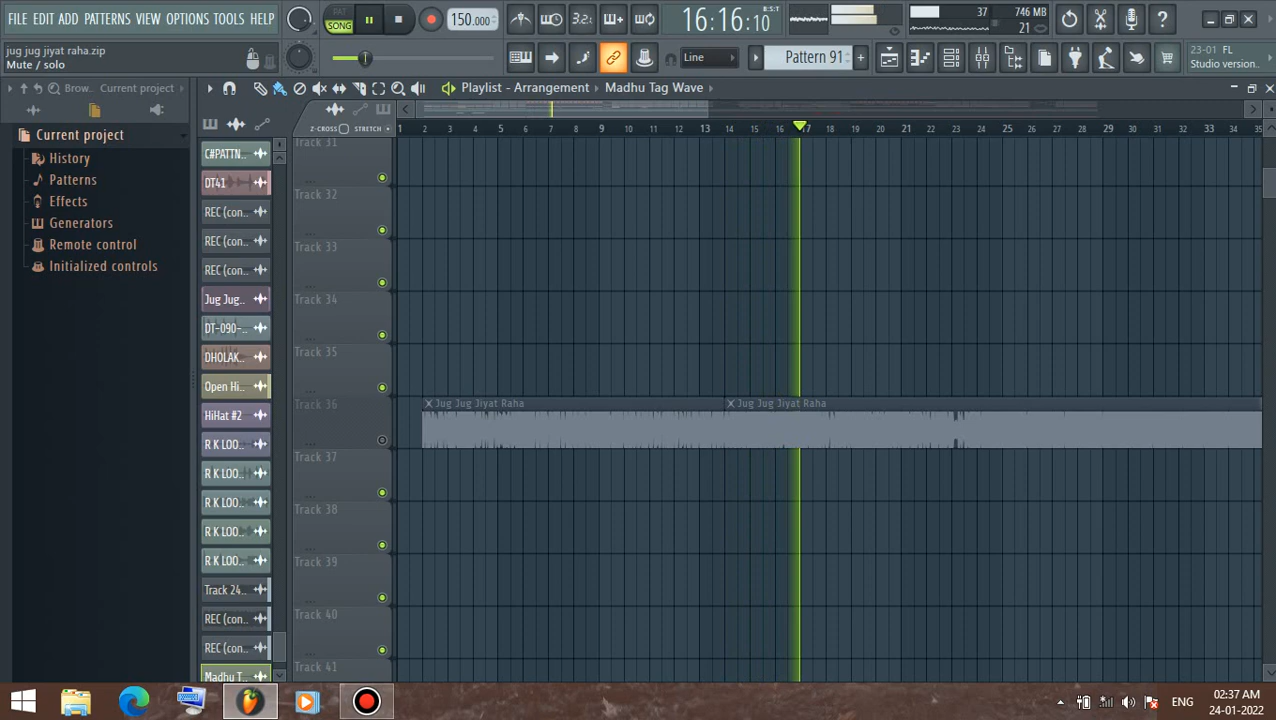 FILE EDIT ADD PATTERNS VIEW OPTIONS TOOLS HELP
PAT
SONG
150.000
3.2
16:16:10
B:S:T
37
746 MB
21
jug jug jiyat raha.zip
Mute / solo
Line
Pattern 91
+
23-01 FL
Studio version..
Brow.. Current project
Playlist - Arrangement
Madhu Tag Wave
Current project
History
Patterns
Effects
Generators
Remote control
Initialized controls
Z-CROSS STRETCH
1 2 3 4 5 6 7 8 9 10 11 12 13 14 15 16 17 18 19 20 21 22 23 24 25 26 27 28 29 30 31 32 33 34 35
C#PATTN..
DT41
REC (con..
REC (con..
REC (con..
Jug Jug..
DT-090-..
DHOLAK..
Open Hi..
HiHat #2
R K LOO..
R K LOO..
R K LOO..
R K LOO..
R K LOO..
Track 24..
REC (con..
REC (con..
Madhu T..
Track 31
Track 32
Track 33
Track 34
Track 35
Track 36
Jug Jug Jiyat Raha
Jug Jug Jiyat Raha
Track 37
Track 38
Track 39
Track 40
Track 41
ENG
02:37 AM
24-01-2022